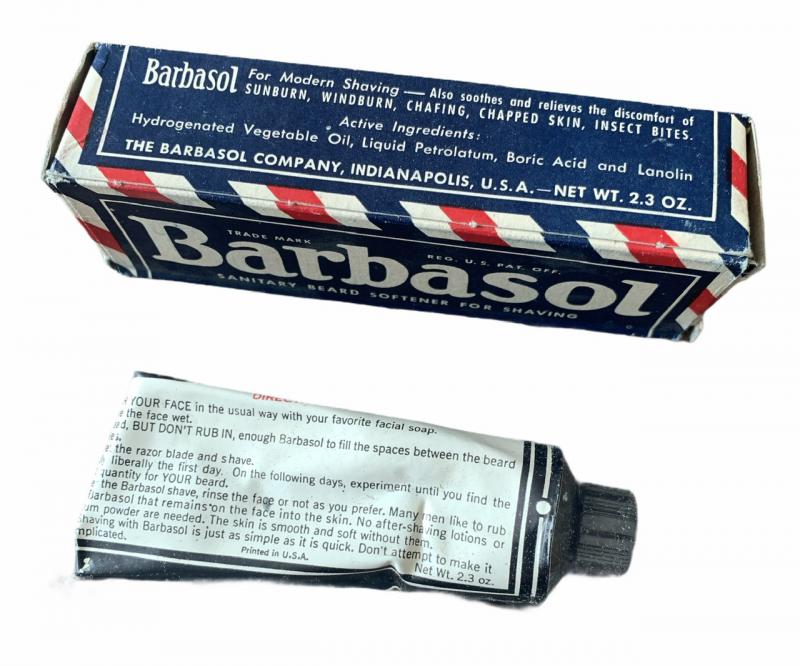 Barbasol For Modern Shaving — Also soothes and relieves the discomfort of
SUNBURN, WINDBURN, CHAFING, CHAPPED SKIN, INSECT BITES.
Active Ingredients:
Hydrogenated Vegetable Oil, Liquid Petrolatum, Boric Acid and Lanolin
THE BARBASOL COMPANY, INDIANAPOLIS, U.S.A.—NET WT. 2.3 OZ.
TRADE MARK
REG. U.S. PAT. OFF.
Barbasol
SANITARY BEARD SOFTENER FOR SHAVING
YOUR FACE in the usual way with your favorite facial soap.
the face wet.
BUT DON'T RUB IN, enough Barbasol to fill the spaces between the beard
the razor blade and shave.
liberally the first day. On the following days, experiment until you find the
quantity for YOUR beard.
the Barbasol shave, rinse the face or not as you prefer. Many men like to rub
Barbasol that remains on the face into the skin. No after-shaving lotions or
powder are needed. The skin is smooth and soft without them.
having with Barbasol is just as simple as it is quick. Don't attempt to make it
mplicated.
Printed in U.S.A.
Net Wt. 2.3 oz.